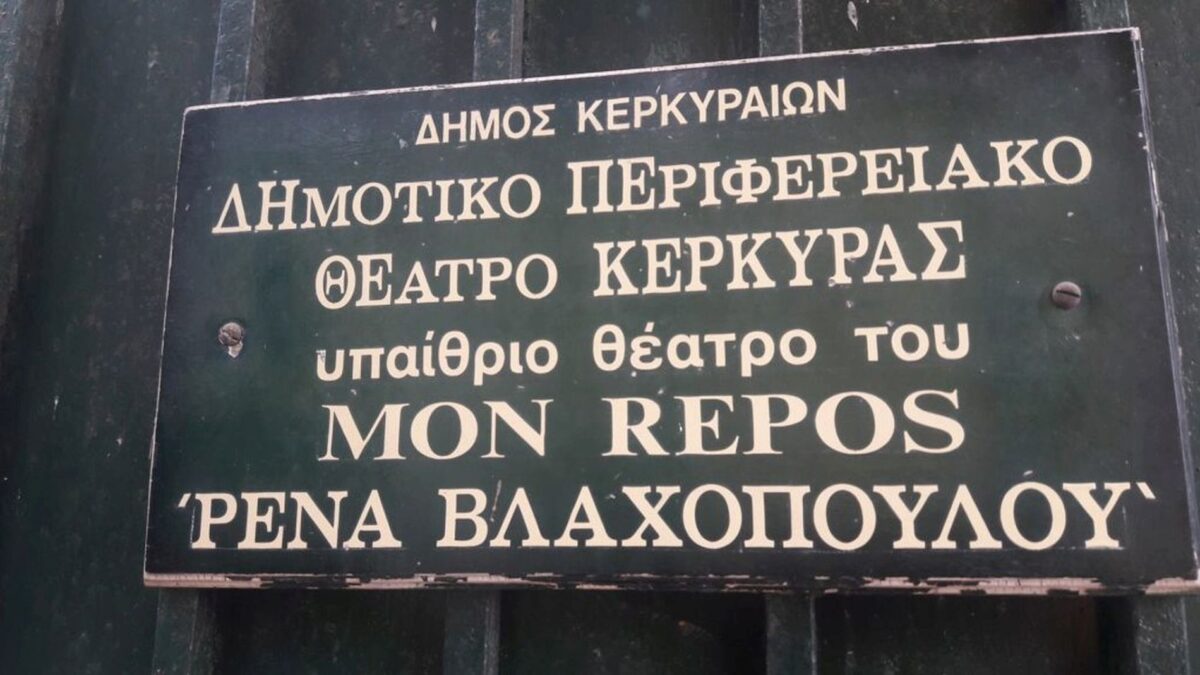 ΔΗΜΟΣ ΚΕΡΚΥΡΑΙΩΝ
ΔΗΜΟΤΙΚΟ ΠΕΡΙΦΕΡΕΙΑΚΟ
ΘΕΑΤΡΟ ΚΕΡΚΥΡΑΣ
υπαίθριο θέατρο του
MON REPOS
΄ΡΕΝΑ ΒΛΑΧΟΠΟΥΛΟΥ`